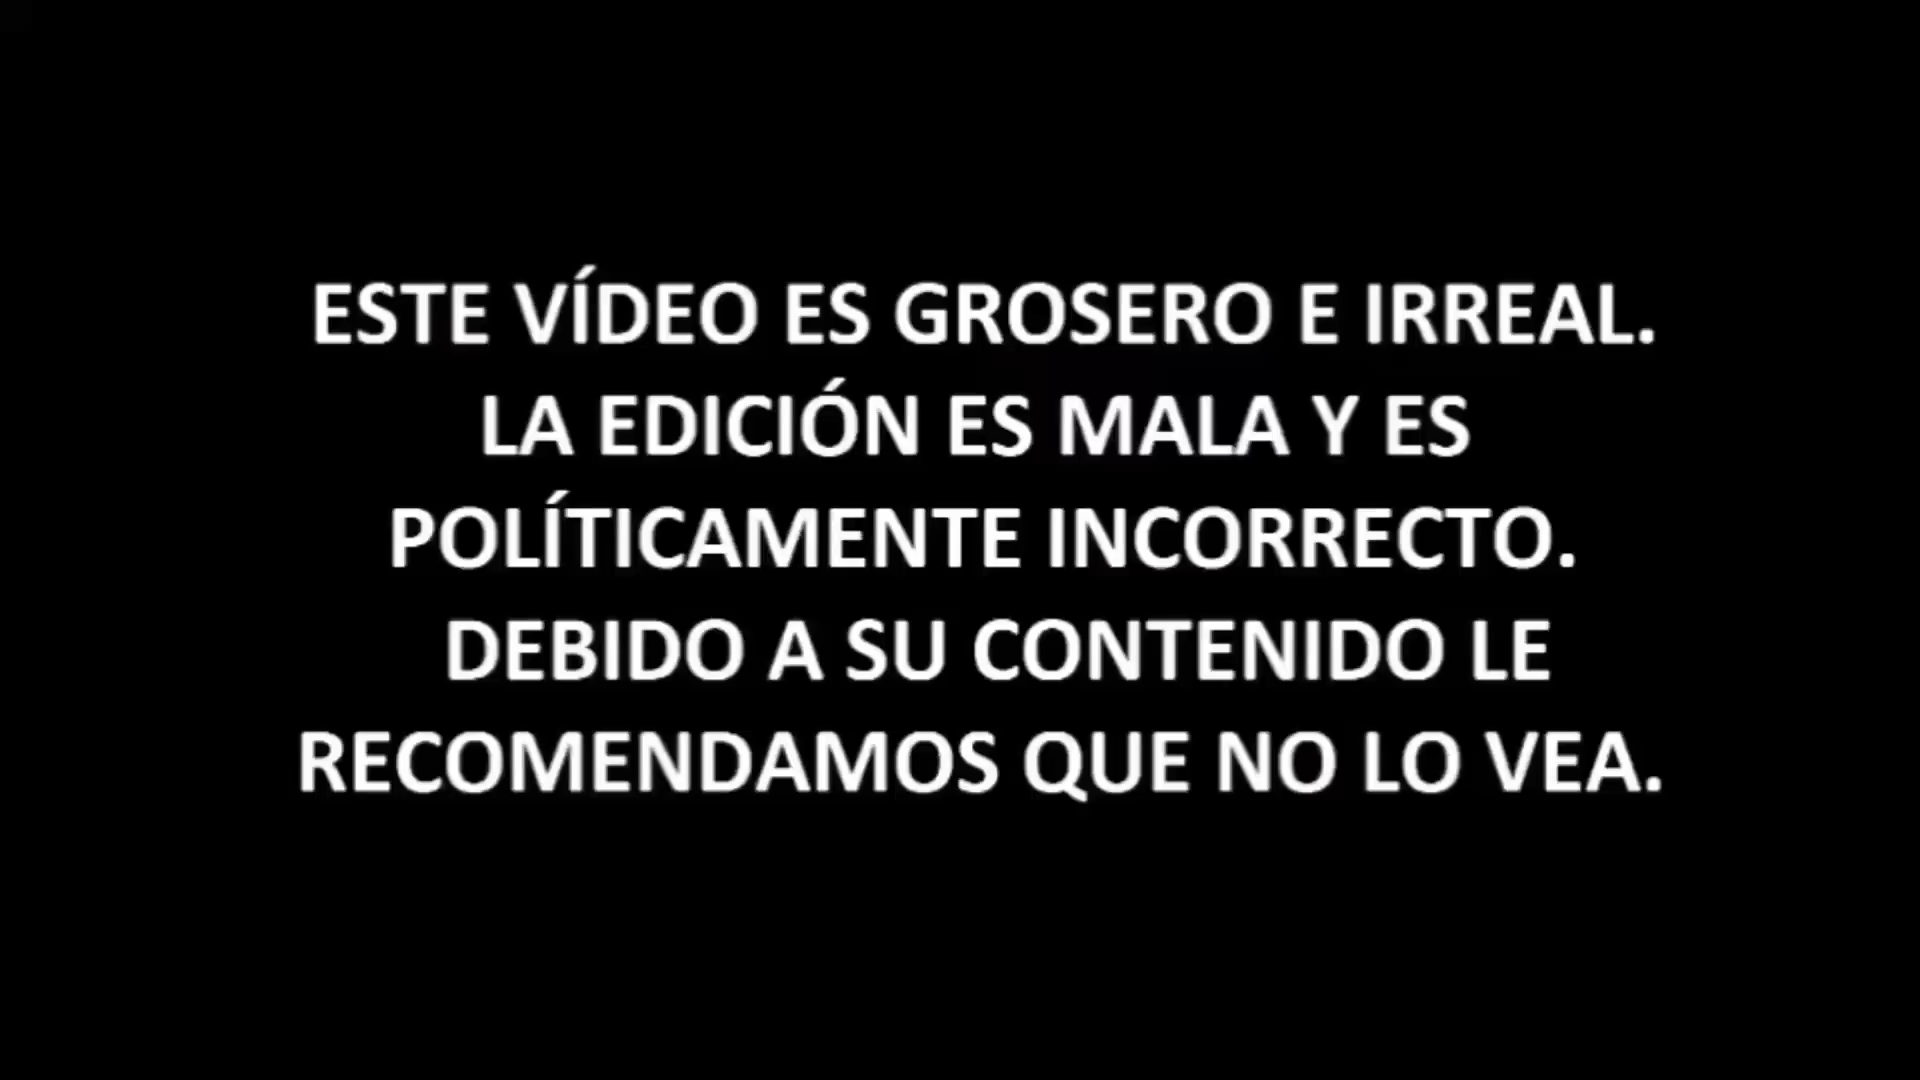 ESTE VÍDEO ES GROSERO E IRREAL.
LA EDICIÓN ES MALA Y ES
POLÍTICAMENTE INCORRECTO.
DEBIDO A SU CONTENIDO LE
RECOMENDAMOS QUE NO LO VEA.